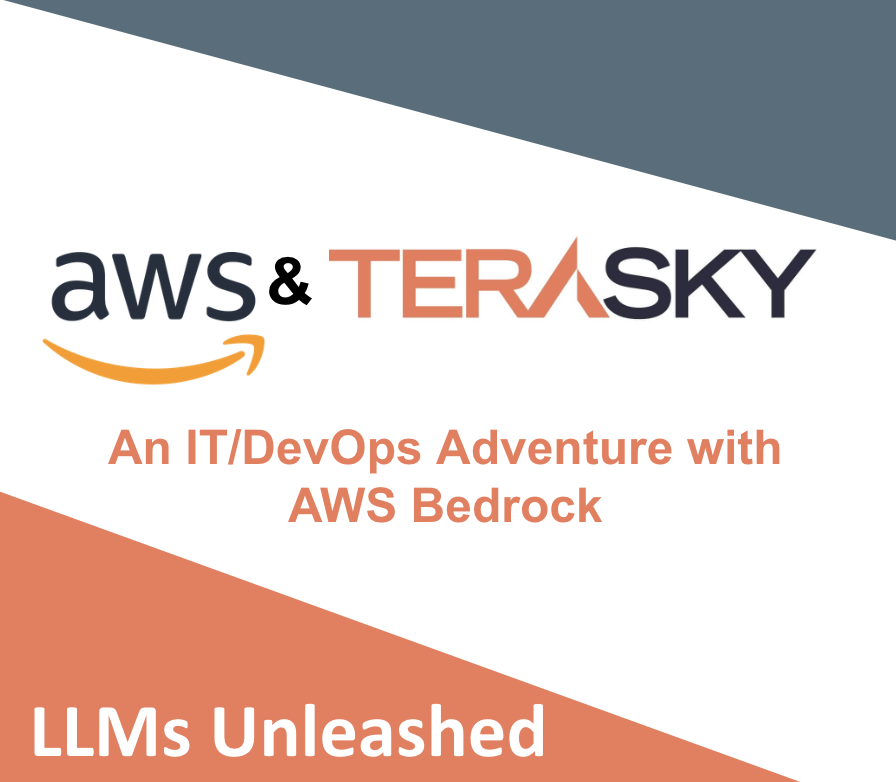 aws & TERASKY
An IT/DevOps Adventure with
AWS Bedrock
LLMs Unleashed